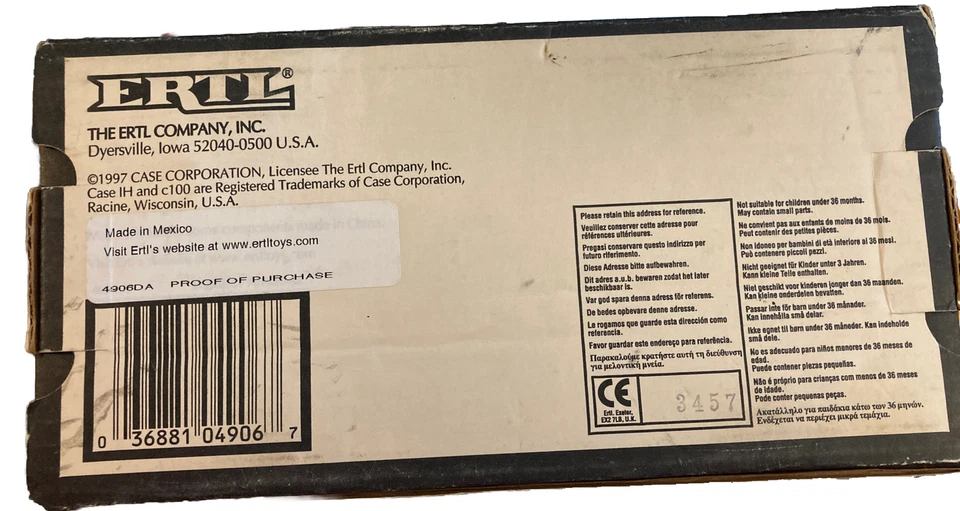 ERTL®
THE ERTL COMPANY, INC.
Dyersville, Iowa 52040-0500 U.S.A.
©1997 CASE CORPORATION, Licensee The Ertl Company, Inc.
Case IH and c100 are Registered Trademarks of Case Corporation,
Racine, Wisconsin, U.S.A.
Made in Mexico
Visit Ertl's website at www.ertltoys.com
4906DA PROOF OF PURCHASE
0 36881 04906 7
Please retain this address for reference.
Veuillez conserver cette adresse pour
références ultérieures.
Pregasi conservare questo indirizzo per
futuro riferimento.
Diese Adresse bitte aufbewahren.
Dit adres a.u.b. bewaren zodat het later
beschikbaar is.
Var god spara denna adress för referens.
De bedes opbevare denne adresse.
Le rogamos que guarde esta dirección como
referencia.
Favor guardar este endereço para referência.
Παρακαλούμε κρατήστε αυτή τη διεύθυνση
για μελοντική μνεία.
CE
Ertl. Exeter,
EX2 7LB, U.K.
3457
Not suitable for children under 36 months.
May contain small parts.
Ne convient pas aux enfants de moins de 36 mois.
Peut contenir des petites pièces.
Non idoneo per bambini di età inferiore ai 36 mesi.
Può contenere piccoli pezzi.
Nicht geeignet für Kinder unter 3 Jahren.
Kann kleine Teile enthalten.
Niet geschikt voor kinderen jonger dan 36 maanden.
Kan kleine onderdelen bevatten.
Passar inte för barn under 36 månader.
Kan innehålla små delar.
Ikke egnet til børn under 36 måneder. Kan indeholde
små dele.
No es adecuado para niños menores de 36 meses de
edad.
Puede contener piezas pequeñas.
Não é próprio para crianças com menos de 36 meses
de idade.
Pode conter pequenas peças.
Ακατάλληλο για παιδάκια κάτω των 36 μηνών.
Ενδέχεται να περιέχει μικρά τεμάχια.